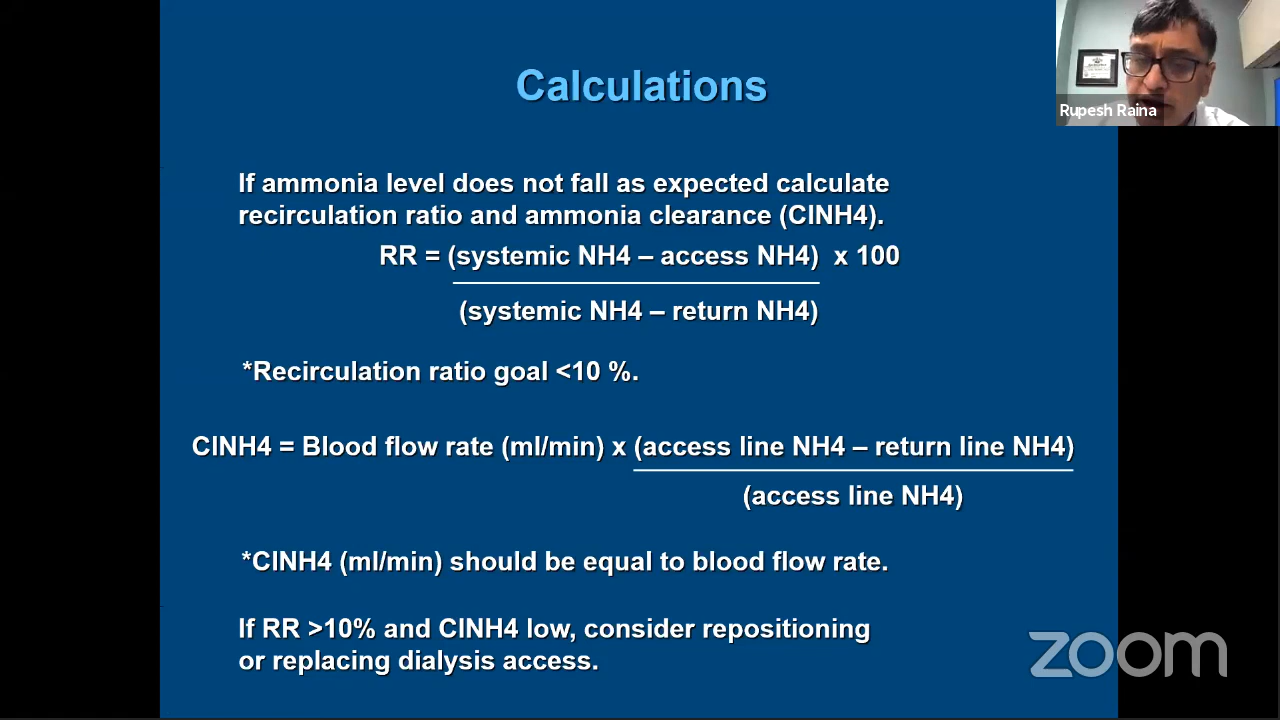 Calculations
Rupesh Raina
If ammonia level does not fall as expected calculate
recirculation ratio and ammonia clearance (ClNH4).
RR = (systemic NH4 – access NH4) x 100
(systemic NH4 – return NH4)
*Recirculation ratio goal <10 %.
ClNH4 = Blood flow rate (ml/min) x (access line NH4 – return line NH4)
(access line NH4)
*ClNH4 (ml/min) should be equal to blood flow rate.
If RR >10% and ClNH4 low, consider repositioning
or replacing dialysis access.
zoom